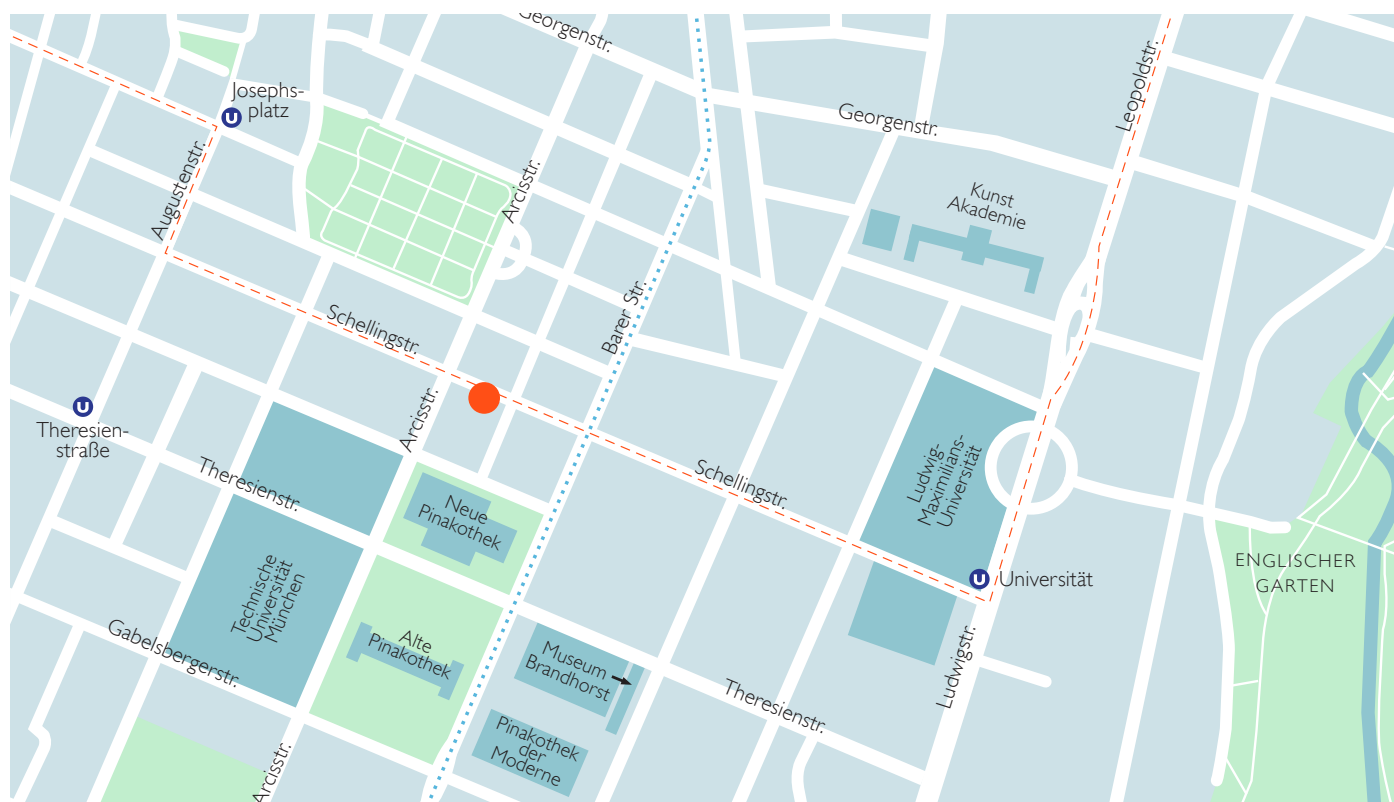 Georgenstr.
Leopoldstr.
Josephs-
platz
U
Georgenstr.
Augustenstr.
Arcisstr.
Kunst
Akademie
Barer Str.
Schellingstr.
Arcisstr.
U
Theresien-
straße
Theresienstr.
Schellingstr.
Ludwig-
Maximilians-
Universität
Neue
Pinakothek
ENGLISCHER
GARTEN
U
Universität
Technische
Universität
München
Alte
Pinakothek
Gabelsbergerstr.
Museum
Brandhorst
Ludwigstr.
Theresienstr.
Pinakothek
der
Moderne
Arcisstr.